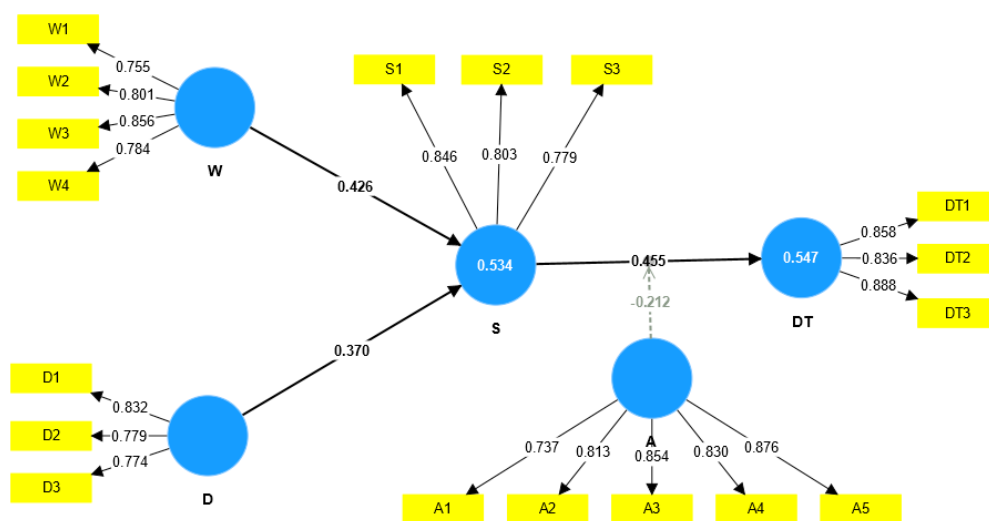 W1
W2
W3
W4
0.755
0.801
0.856
0.784
W
S1
S2
S3
0.846
0.803
0.779
0.426
0.534
S
0.455
0.547
DT
DT1
DT2
DT3
0.858
0.836
0.888
-0.212
0.370
D1
D2
D3
0.832
0.779
0.774
D
A
0.737
0.813
0.854
0.830
0.876
A1
A2
A3
A4
A5